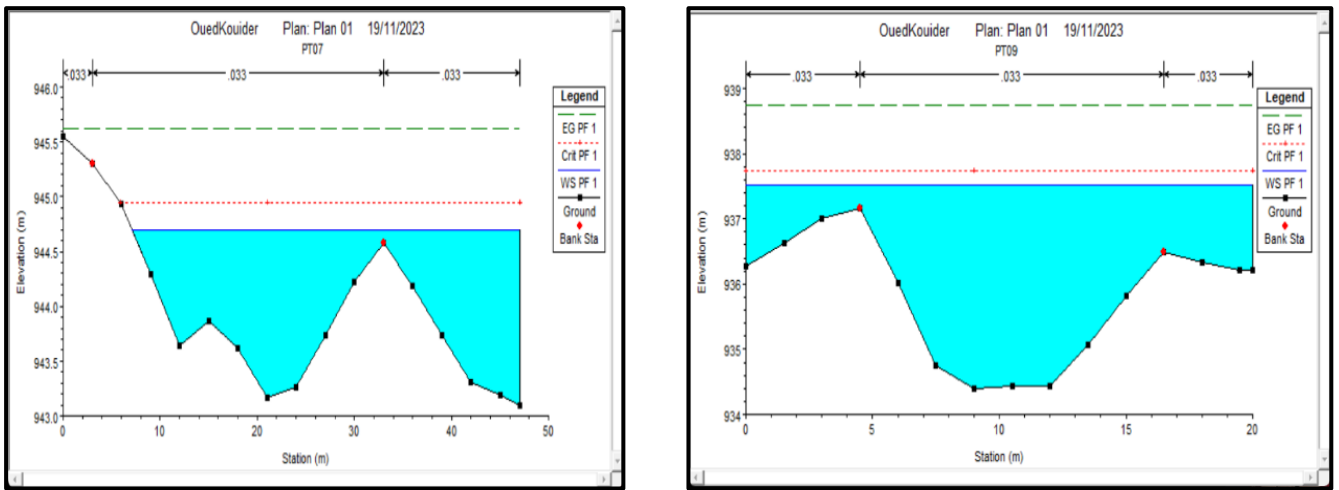 OuedKouider Plan: Plan 01 19/11/2023
PT07
.033 .033 .033
946.0
945.5
945.0
944.5
944.0
943.5
943.0
Elevation (m)
0 10 20 30 40 50
Station (m)
Legend
EG PF 1
Crit PF 1
WS PF 1
Ground
Bank Sta
OuedKouider Plan: Plan 01 19/11/2023
PT09
.033 .033 .033
939
938
937
936
935
934
Elevation (m)
0 5 10 15 20
Station (m)
Legend
EG PF 1
Crit PF 1
WS PF 1
Ground
Bank Sta